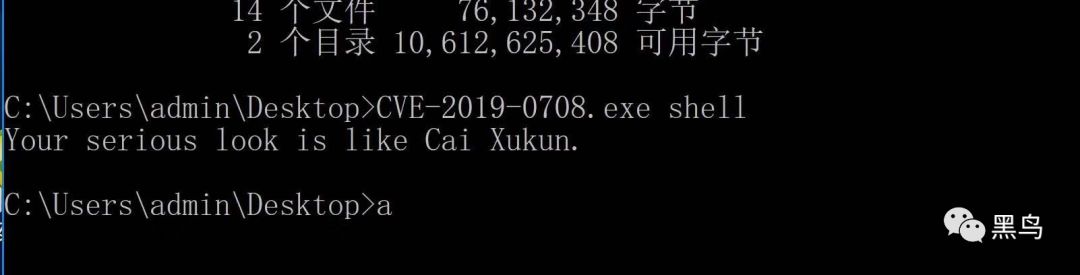 14 个文件 76,132,348 字节
2 个目录 10,612,625,408 可用字节
C:\Users\admin\Desktop>CVE-2019-0708.exe shell
Your serious look is like Cai Xukun.
C:\Users\admin\Desktop>a
黑鸟